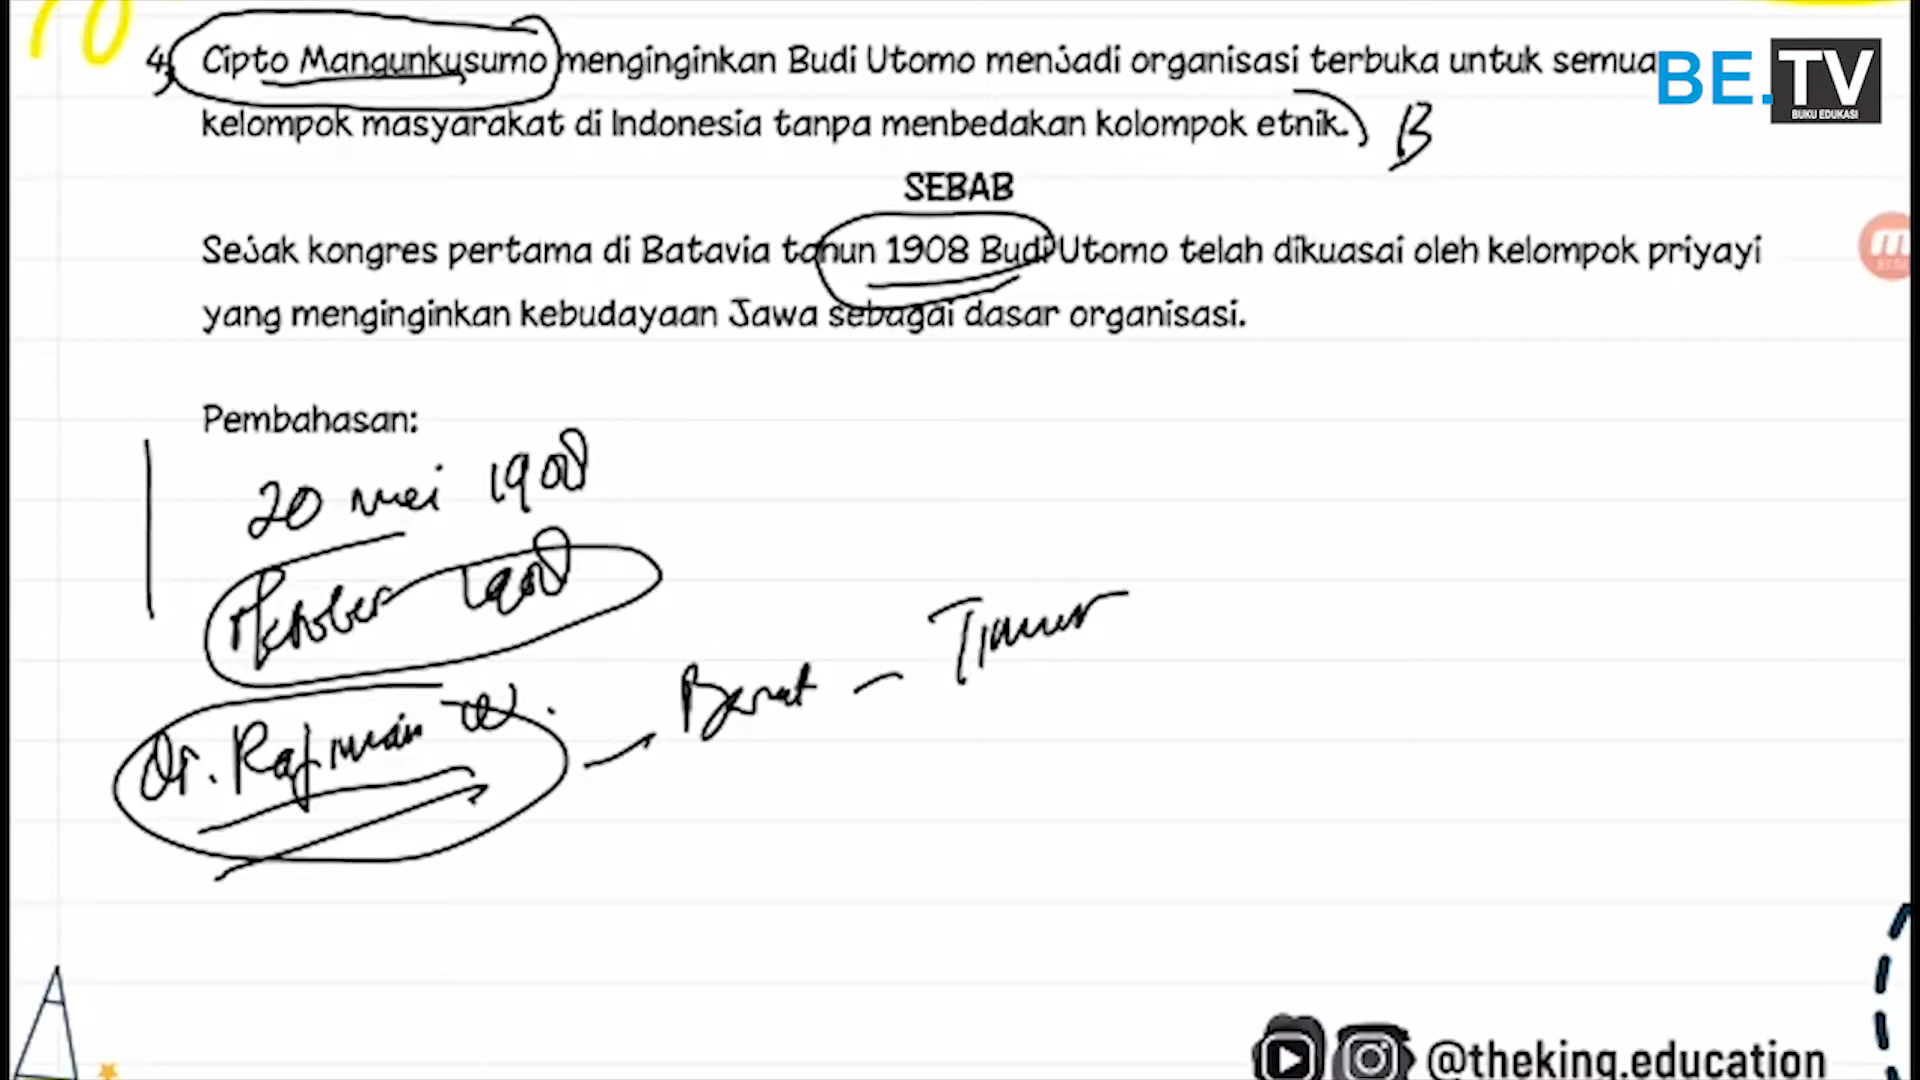 4. Cipto Mangunkusumo menginginkan Budi Utomo menjadi organisasi terbuka untuk semua
kelompok masyarakat di Indonesia tanpa menbedakan kolompok etnik. B
BE.TV
BUKU EDUKASI
SEBAB
Sejak kongres pertama di Batavia tahun 1908 Budi Utomo telah dikuasai oleh kelompok priyayi
yang menginginkan kebudayaan Jawa sebagai dasar organisasi.
Pembahasan:
20 mei 1908
Oktober 1908
Dr. Rajiman W. - Barat - Timur
@theking.education